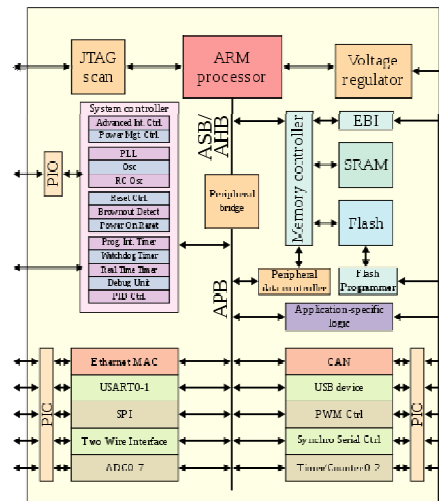 JTAG
scan
ARM
processor
Voltage
regulator
System controller
Advanced Int. Ctrl
Power Mgt. Ctrl
PLL
Osc
RC Osc
Reset Ctrl
Brownout Detect
Power On Reset
Prog. Int. Timer
Watchdog Timer
Real Time Timer
Debug Unit
PID Ctrl
PIO
ASB/
AHB
Peripheral
bridge
APB
Memory controller
EBI
SRAM
Flash
Peripheral
data controller
Flash
Programmer
Application-specific
logic
PIC
Ethernet MAC
USART0-1
SPI
Two Wire Interface
ADC0-7
CAN
USB device
PWM Ctrl
Synchro Serial Ctrl
Timer/Counter 0-2
PIC